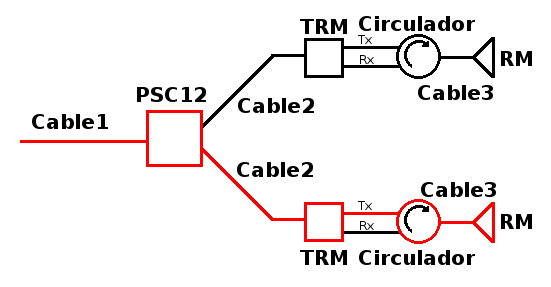 TRM Circulador
Tx
Rx
RM
Cable3
PSC12
Cable1
Cable2
Cable2
Cable3
Tx
Rx
RM
TRM Circulador